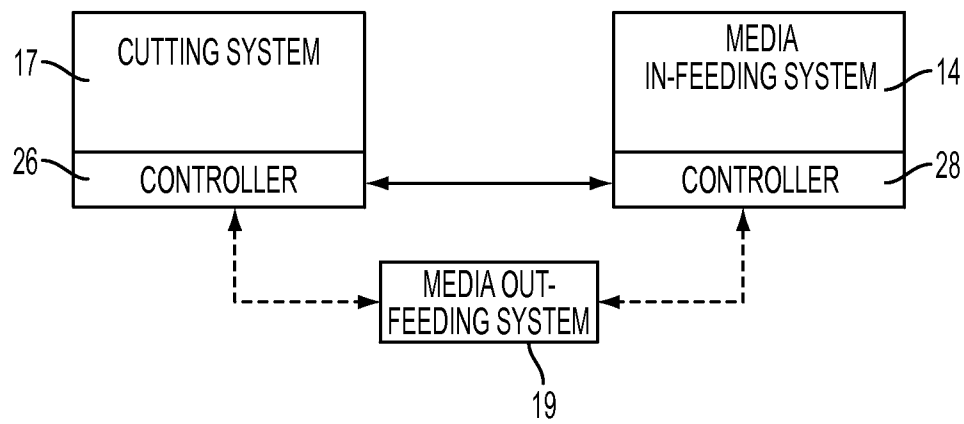 CUTTING SYSTEM
17
26
CONTROLLER
MEDIA
IN-FEEDING SYSTEM
14
CONTROLLER
28
MEDIA OUT-
FEEDING SYSTEM
19